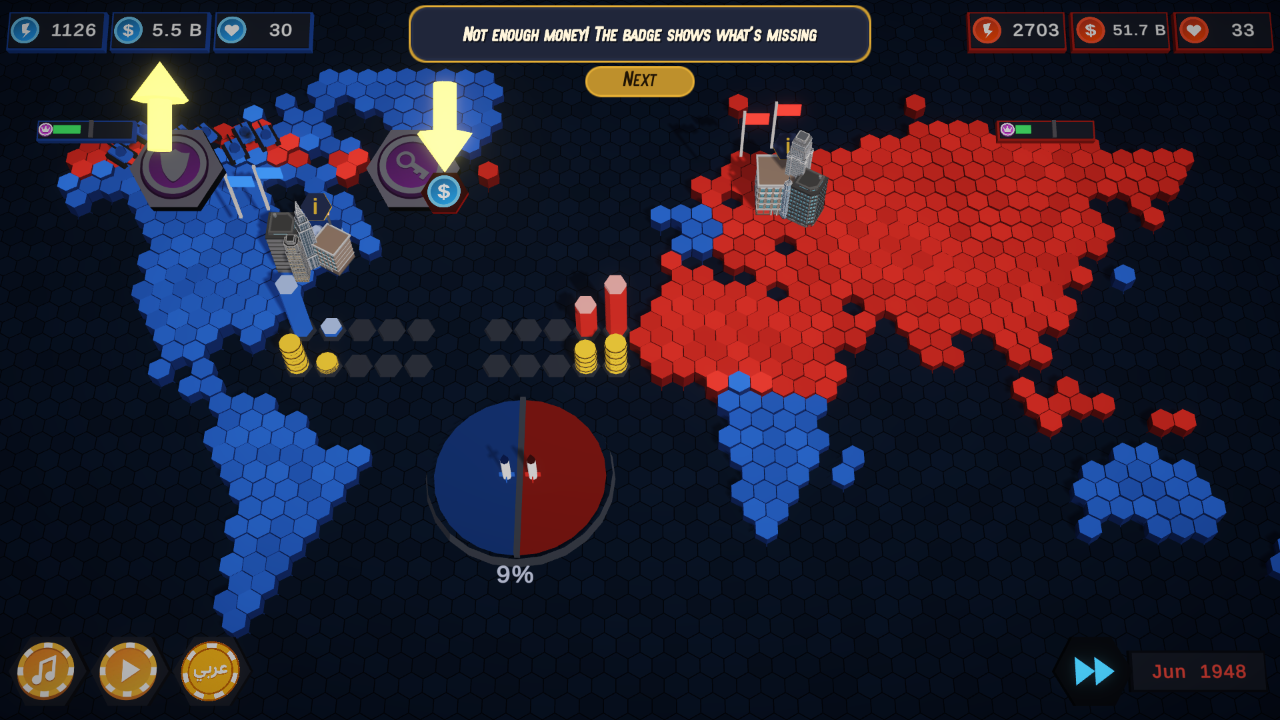 1126
$ 5.5 B
30
Not enough money! The badge shows what's missing
2703
$ 51.7 B
33
Next
$
i
i
9%
عربي
Jun 1948